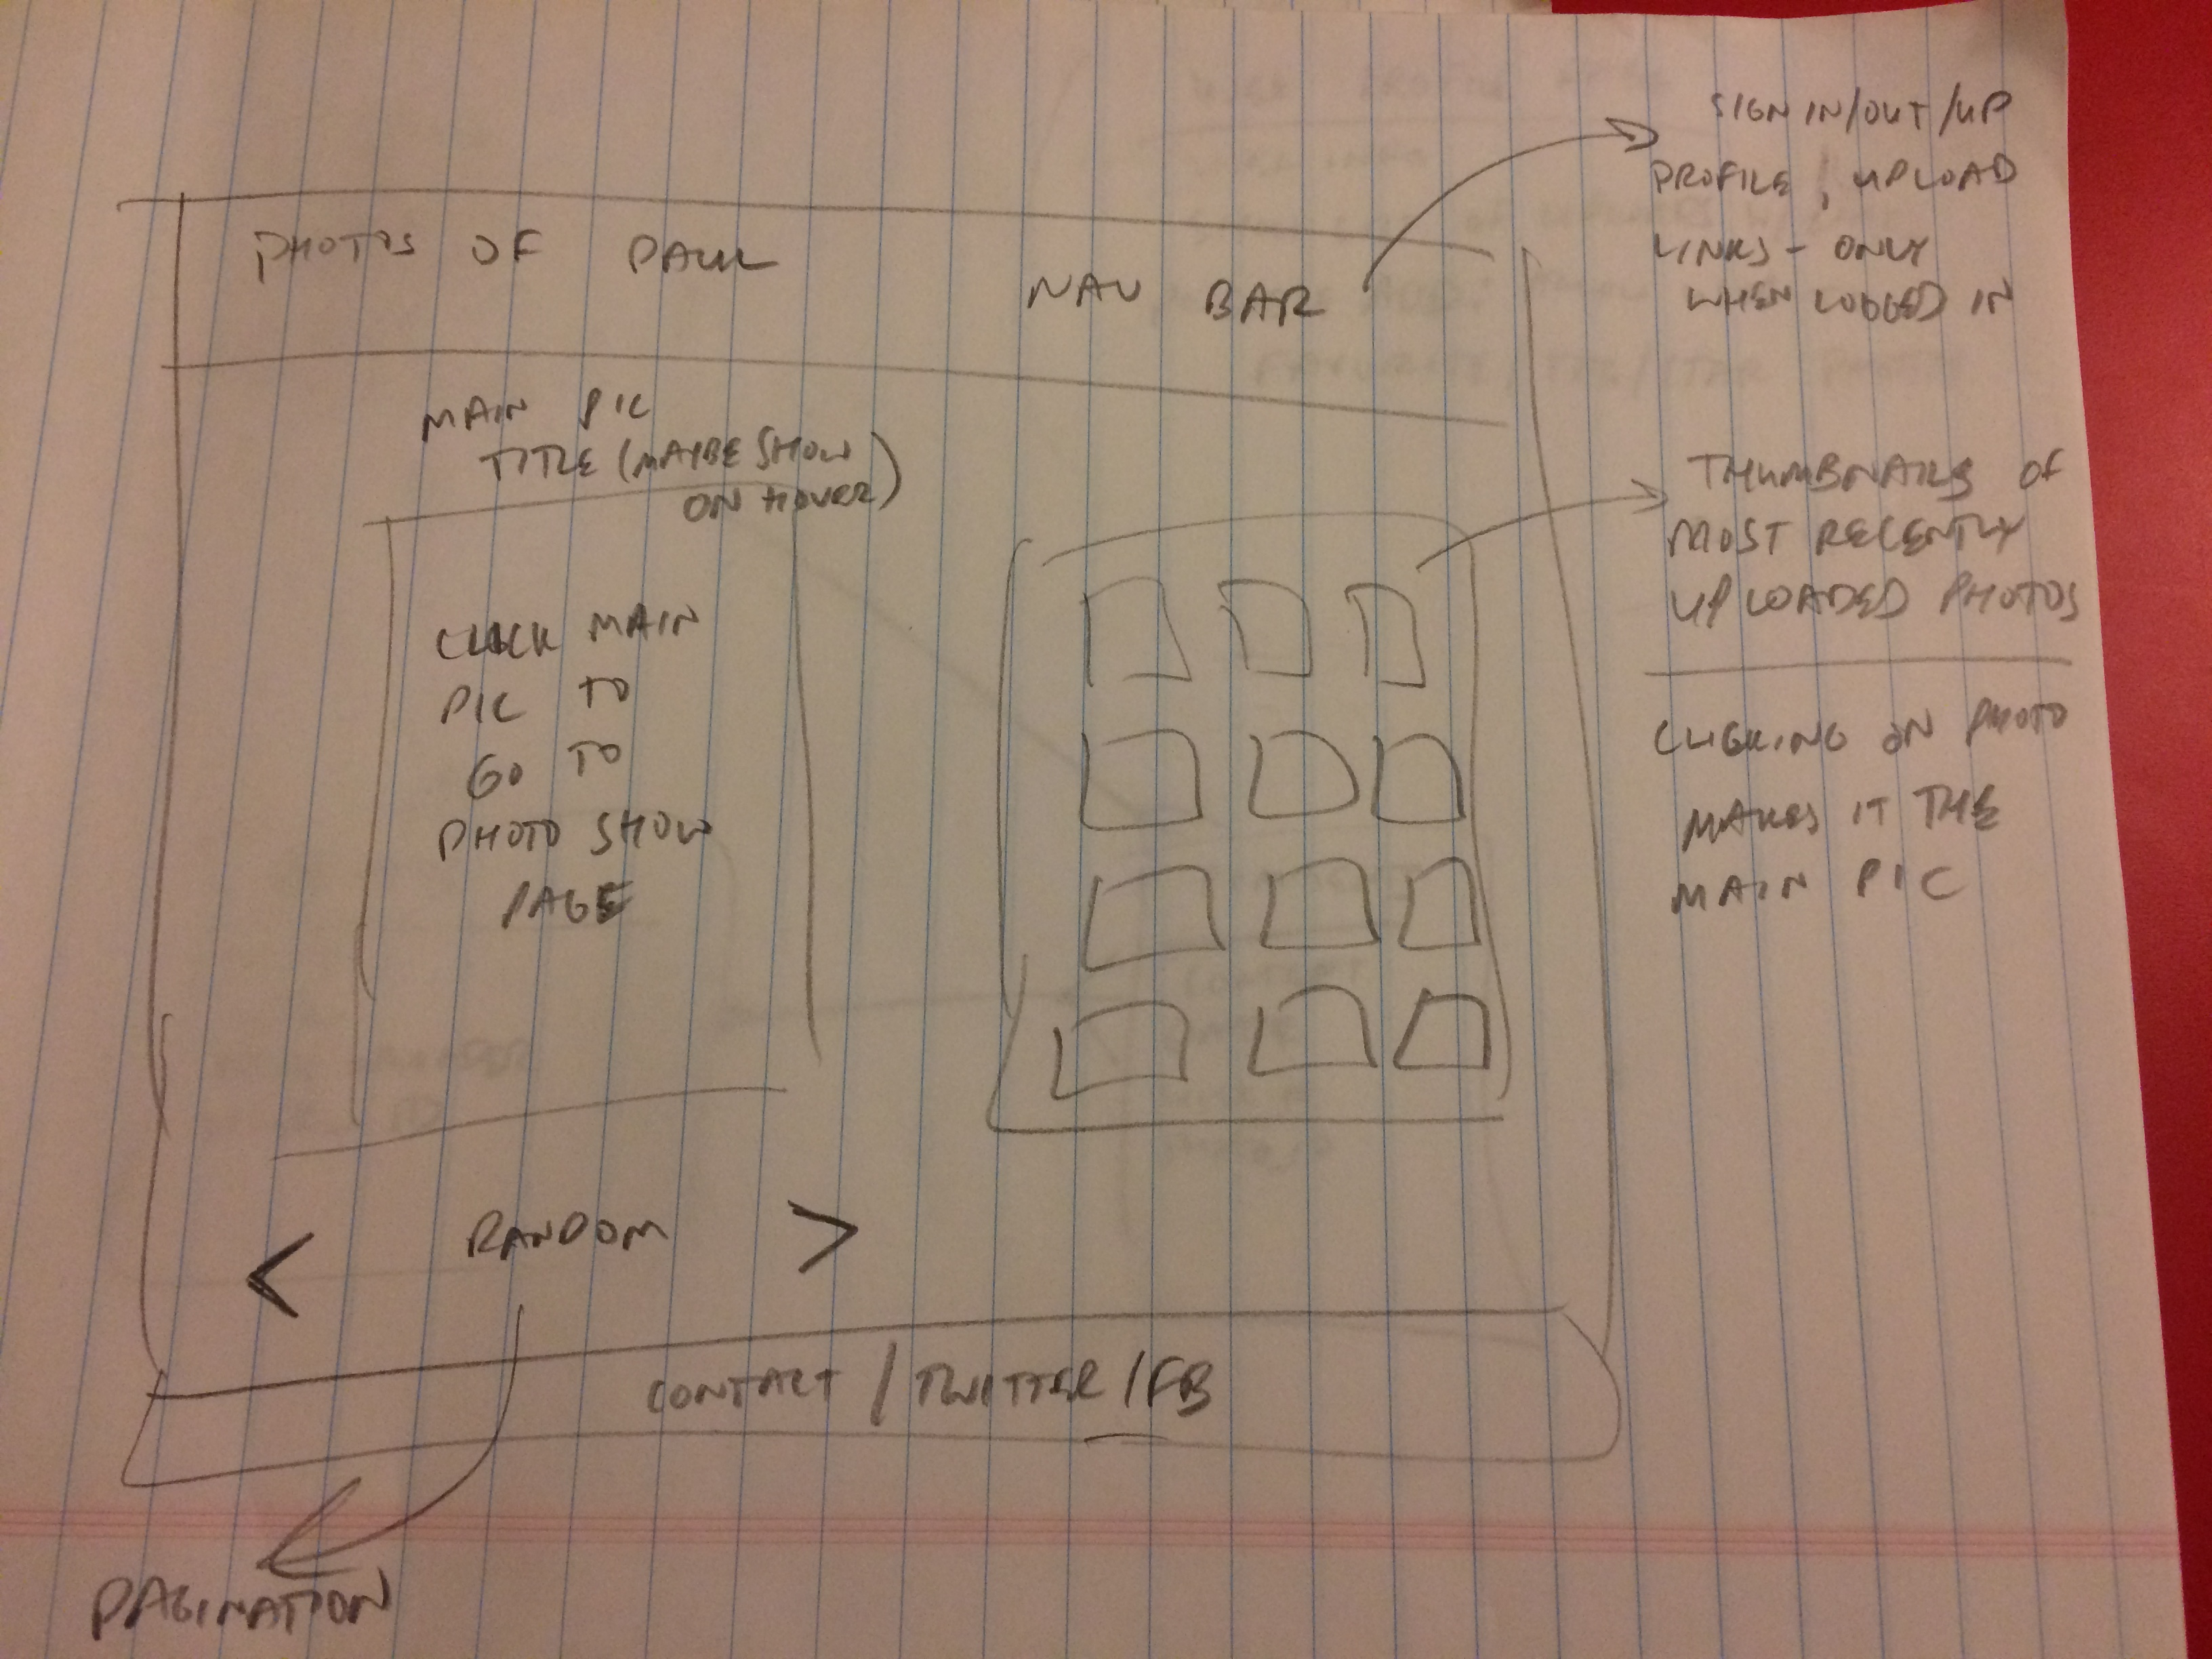 PHOTOS OF PAUL
NAV BAR
SIGN IN/OUT/UP
PROFILE, UPLOAD
LINKS - ONLY
WHEN LOGGED IN
MAIN PIC
TITLE (MAYBE SHOW
ON HOVER)
CLICK MAIN
PIC TO
GO TO
PHOTO SHOW
PAGE
THUMBNAILS OF
MOST RECENTLY
UPLOADED PHOTOS
CLICKING ON PHOTO
MAKES IT THE
MAIN PIC
< RANDOM >
CONTACT / TWITTER / FB
PAGINATION